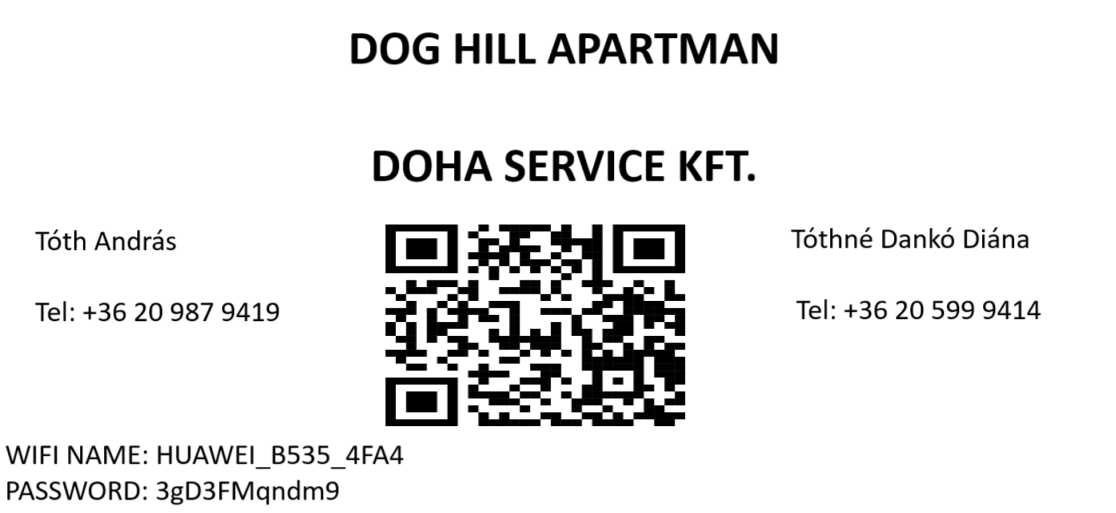 DOG HILL APARTMAN
DOHA SERVICE KFT.
Tóth András
Tóthné Dankó Diána
Tel: +36 20 987 9419
Tel: +36 20 599 9414
WIFI NAME: HUAWEI_B535_4FA4
PASSWORD: 3gD3FMqndm9